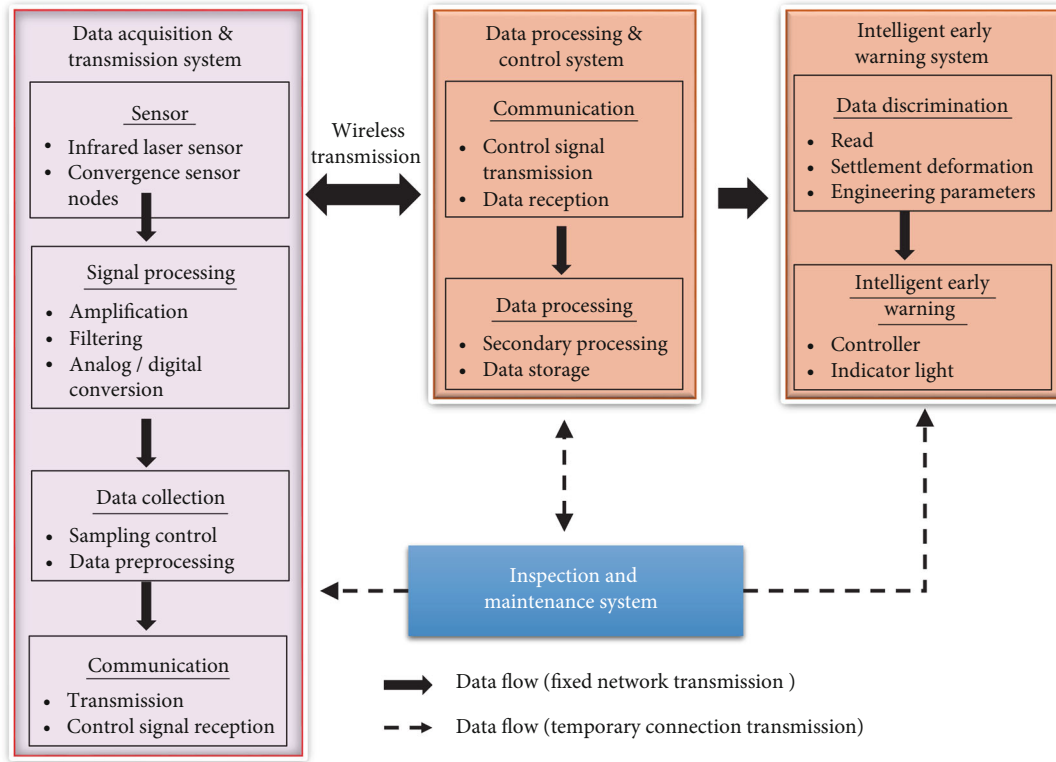 Data acquisition &
transmission system
Sensor
• Infrared laser sensor
• Convergence sensor
nodes
Signal processing
• Amplification
• Filtering
• Analog / digital
conversion
Data collection
• Sampling control
• Data preprocessing
Communication
• Transmission
• Control signal reception
Wireless
transmission
Data processing &
control system
Communication
• Control signal
transmission
• Data reception
Data processing
• Secondary processing
• Data storage
Intelligent early
warning system
Data discrimination
• Read
• Settlement deformation
• Engineering parameters
Intelligent early
warning
• Controller
• Indicator light
Inspection and
maintenance system
Data flow (fixed network transmission )
Data flow (temporary connection transmission)